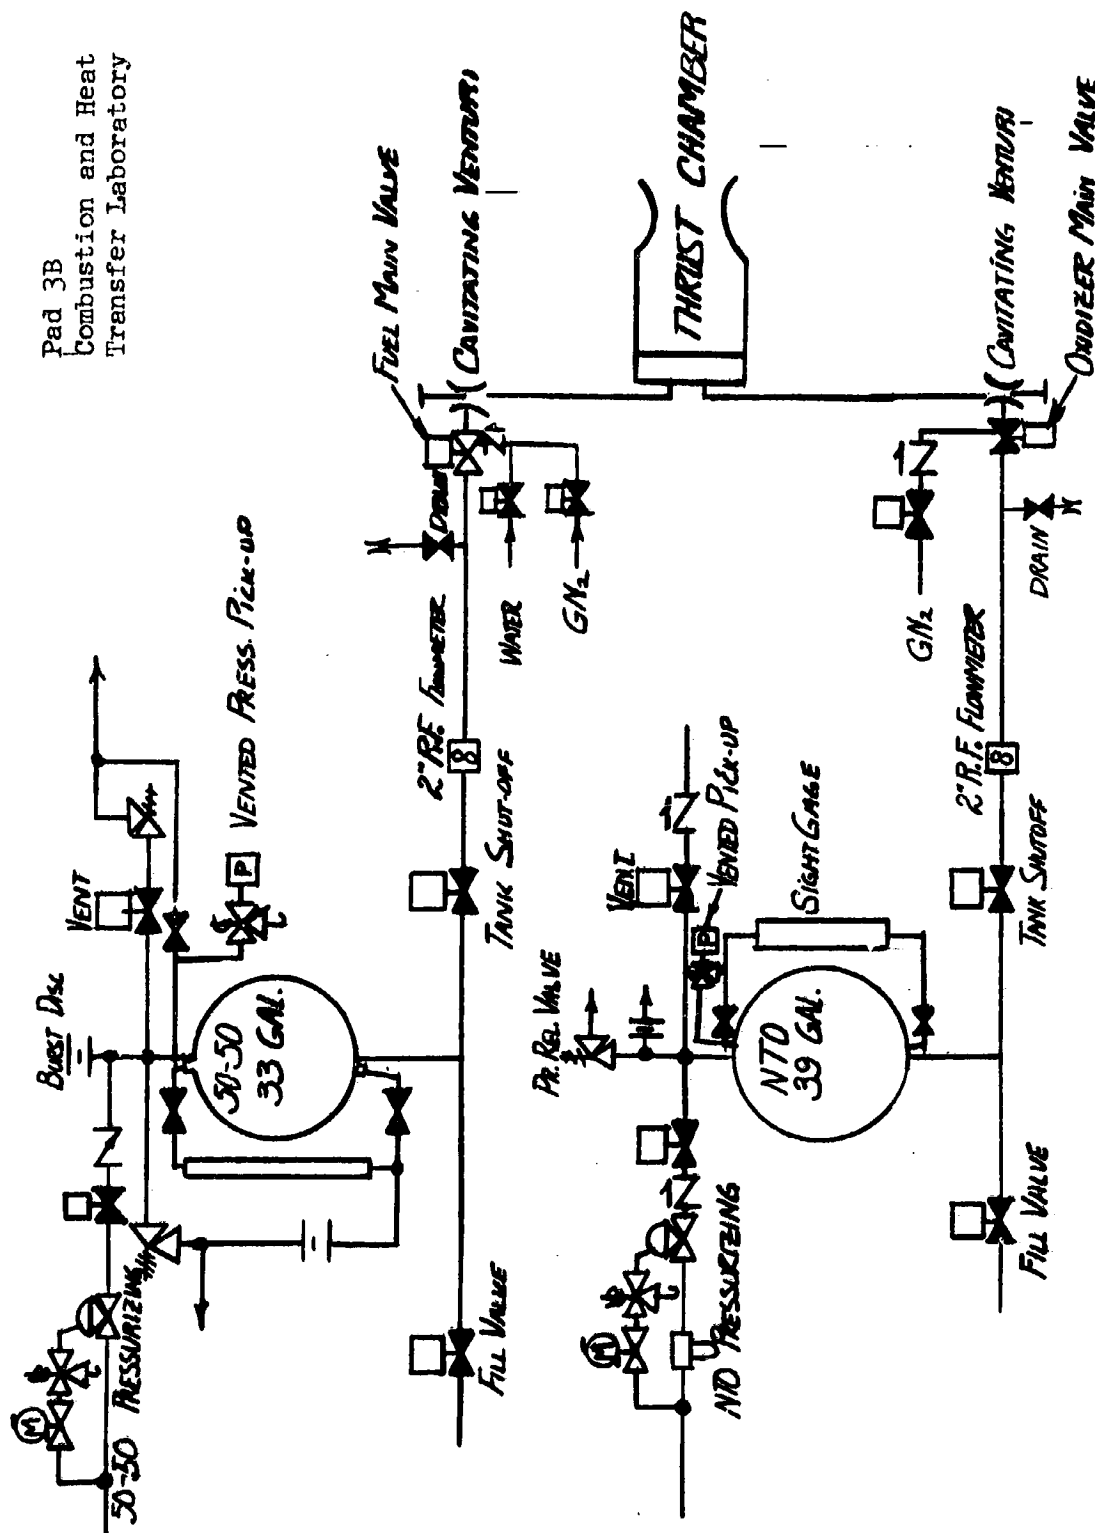 Pad 3B
Combustion and Heat
Transfer Laboratory
50-50 PRESSURIZING
M
BURST DISC
VENT
P
VENTED PRESS. PICK-UP
50-50
33 GAL.
FILL VALVE
TANK SHUT-OFF
2" R.F. FLOWMETER
8
DRAIN
WATER
GN2
FUEL MAIN VALVE
CAVITATING VENTURI
THRUST CHAMBER
NTO PRESSURIZING
M
PR. REL. VALVE
VENT
P
VENTED PICK-UP
SIGHT GAGE
NTO
39 GAL.
FILL VALVE
TANK SHUTOFF
2" R.F. FLOWMETER
8
GN2
DRAIN
CAVITATING VENTURI
OXIDIZER MAIN VALVE